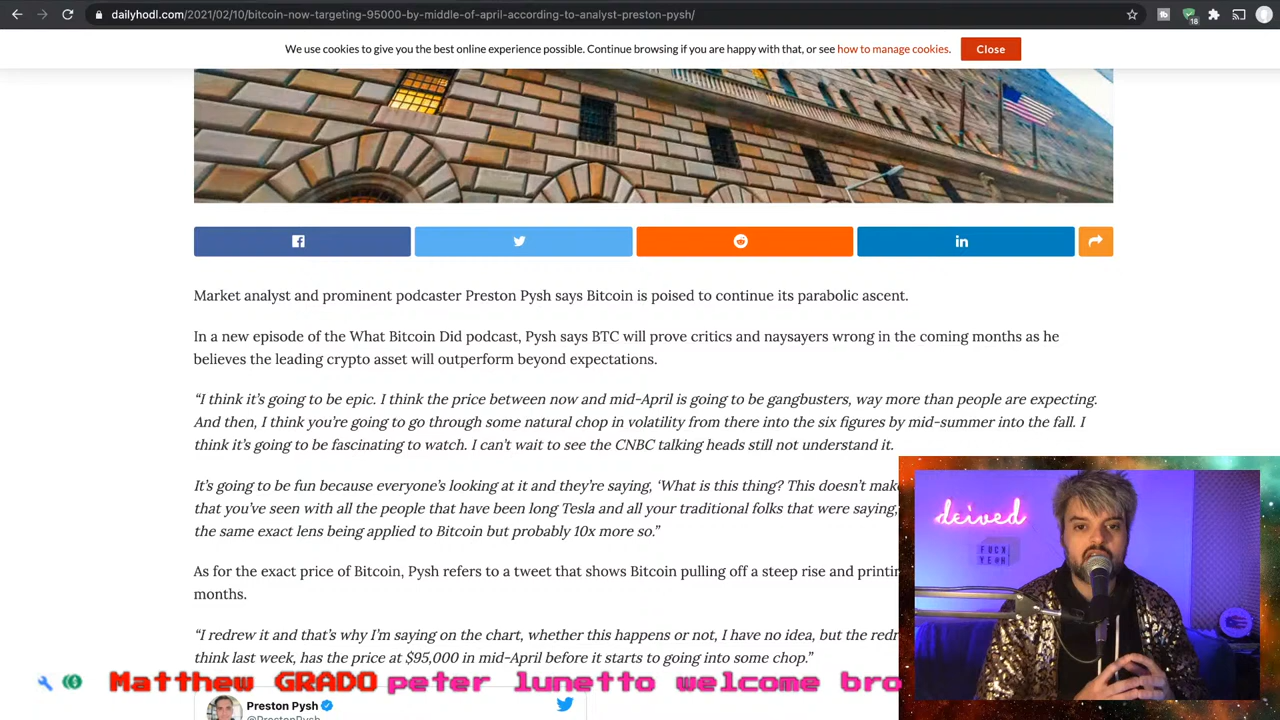 dailyhodl.com/2021/02/10/bitcoin-now-targeting-95000-by-middle-of-april-according-to-analyst-preston-pysh/
18
We use cookies to give you the best online experience possible. Continue browsing if you are happy with that, or see how to manage cookies. Close
Market analyst and prominent podcaster Preston Pysh says Bitcoin is poised to continue its parabolic ascent.
In a new episode of the What Bitcoin Did podcast, Pysh says BTC will prove critics and naysayers wrong in the coming months as he
believes the leading crypto asset will outperform beyond expectations.
“I think it’s going to be epic. I think the price between now and mid-April is going to be gangbusters, way more than people are expecting.
And then, I think you’re going to go through some natural chop in volatility from there into the six figures by mid-summer into the fall. I
think it’s going to be fascinating to watch. I can’t wait to see the CNBC talking heads still not understand it.
It’s going to be fun because everyone’s looking at it and they’re saying, ‘What is this thing? This doesn’t mak
that you’ve seen with all the people that have been long Tesla and all your traditional folks that were saying,
the same exact lens being applied to Bitcoin but probably 10x more so.”
As for the exact price of Bitcoin, Pysh refers to a tweet that shows Bitcoin pulling off a steep rise and printin
months.
“I redrew it and that’s why I’m saying on the chart, whether this happens or not, I have no idea, but the redr
think last week, has the price at $95,000 in mid-April before it starts to going into some chop.”
deived
FUCK
YEAH
Matthew GRADO peter lunetto welcome bro
Preston Pysh
@PrestonPysh